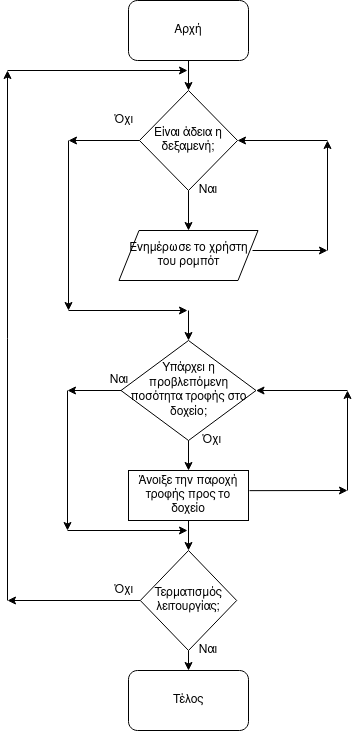 Αρχή
Όχι
Είναι άδεια η
δεξαμενή;
Ναι
Ενημέρωσε το χρήστη
του ρομπότ
Υπάρχει η
Ναι
προβλεπόμενη
ποσότητα τροφής στο
δοχείο;
Όχι
Άνοιξε την παροχή
τροφής προς το
δοχείο
Όχι
Τερματισμός
λειτουργίας;
Ναι
Τέλος